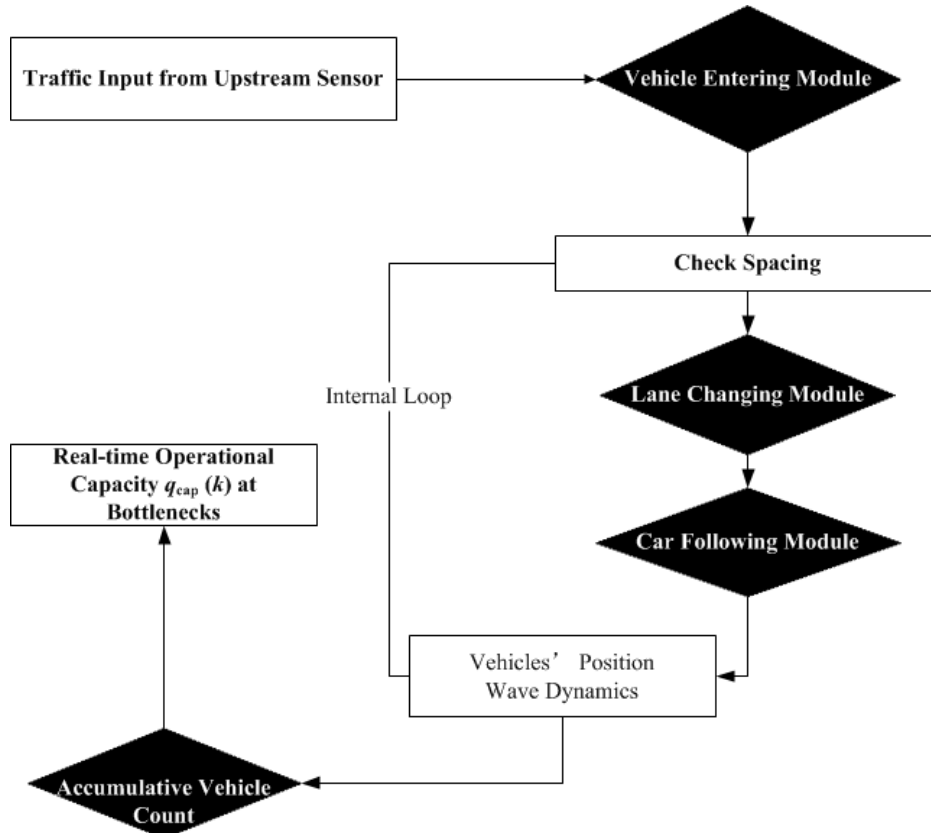 Traffic Input from Upstream Sensor
Vehicle Entering Module
Check Spacing
Lane Changing Module
Internal Loop
Real-time Operational
Capacity qcap (k) at
Bottlenecks
Car Following Module
Vehicles’ Position
Wave Dynamics
Accumulative Vehicle
Count